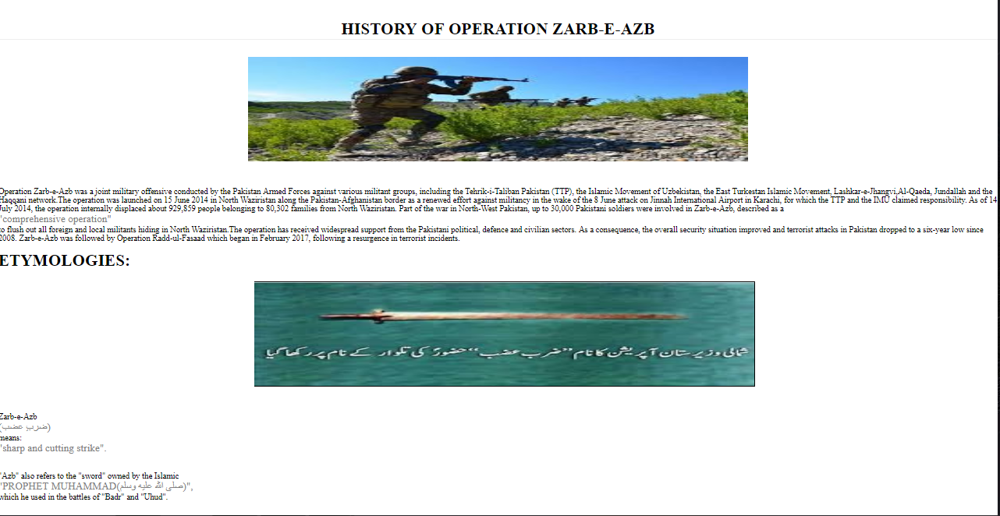 HISTORY OF OPERATION ZARB-E-AZB
Operation Zarb-e-Azb was a joint military offensive conducted by the Pakistan Armed Forces against various militant groups, including the Tehrik-i-Taliban Pakistan (TTP), the Islamic Movement of Uzbekistan, the East Turkestan Islamic Movement, Lashkar-e-Jhangvi,Al-Qaeda, Jundallah and the
Haqqani network.The operation was launched on 15 June 2014 in North Waziristan along the Pakistan-Afghanistan border as a renewed effort against militancy in the wake of the 8 June attack on Jinnah International Airport in Karachi, for which the TTP and the IMU claimed responsibility. As of 14
July 2014, the operation internally displaced about 929,859 people belonging to 80,302 families from North Waziristan. Part of the war in North-West Pakistan, up to 30,000 Pakistani soldiers were involved in Zarb-e-Azb, described as a
"comprehensive operation"
to flush out all foreign and local militants hiding in North Waziristan.The operation has received widespread support from the Pakistani political, defence and civilian sectors. As a consequence, the overall security situation improved and terrorist attacks in Pakistan dropped to a six-year low since
2008. Zarb-e-Azb was followed by Operation Radd-ul-Fasaad which began in February 2017, following a resurgence in terrorist incidents.
ETYMOLOGIES:
شمالی وزیرستان آپریشن کا نام ’’ضرب عضب‘‘ حضورؐ کی تلوار کے نام پر رکھا گیا
Zarb-e-Azb
(ضربِ عضب)
means:
"sharp and cutting strike".
"Azb" also refers to the "sword" owned by the Islamic
"PROPHET MUHAMMAD(صلى الله عليه وسلم)",
which he used in the battles of "Badr" and "Uhud".